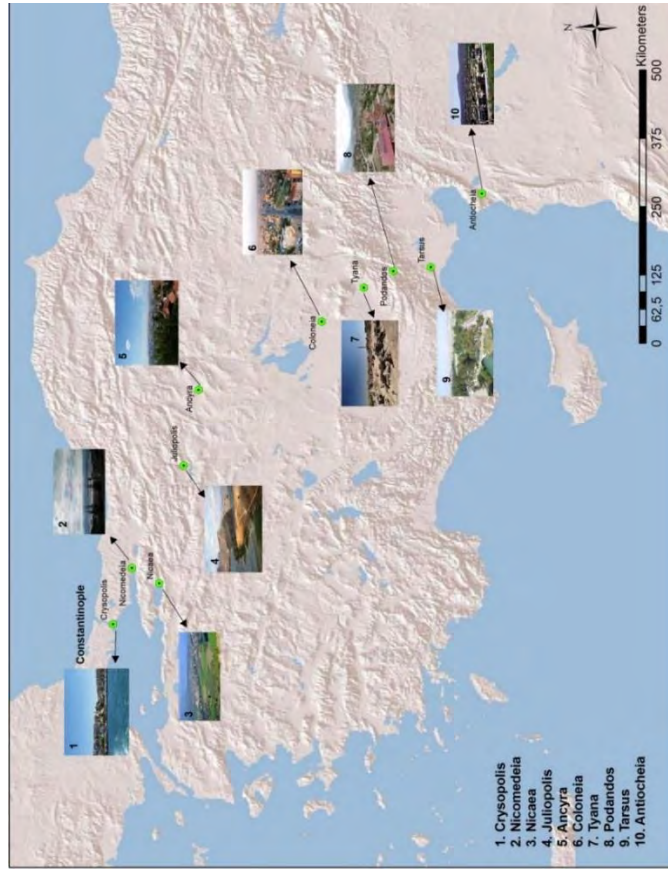 Constantinople
Crysopolis
Nicomedeia
Nicaea
Juliopolis
Ancyra
Coloneia
Tyana
Podandos
Tarsus
Antiocheia
1
2
3
4
5
6
7
8
9
10
N
Kilometers
0 62,5 125 250 375 500
1. Crysopolis
2. Nicomedeia
3. Nicaea
4. Juliopolis
5. Ancyra
6. Coloneia
7. Tyana
8. Podandos
9. Tarsus
10. Antiocheia